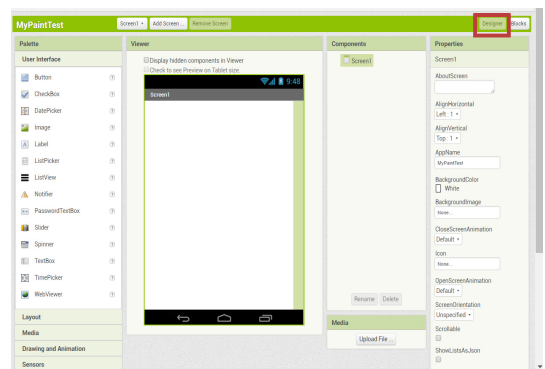 MyPaintTest
Screen1
Add Screen ...
Remove Screen
Designer
Blocks
Palette
User Interface
Button
CheckBox
DatePicker
Image
Label
ListPicker
ListView
Notifier
PasswordTextBox
Slider
Spinner
TextBox
TimePicker
WebViewer
Layout
Media
Drawing and Animation
Sensors
Viewer
Display hidden components in Viewer
Check to see Preview on Tablet size.
9:48
Screen1
Components
Screen1
Rename
Delete
Media
Upload File ...
Properties
Screen1
AboutScreen
AlignHorizontal
Left : 1
AlignVertical
Top : 1
AppName
MyPaintTest
BackgroundColor
White
BackgroundImage
None...
CloseScreenAnimation
Default
Icon
None...
OpenScreenAnimation
Default
ScreenOrientation
Unspecified
Scrollable
ShowListsAsJson